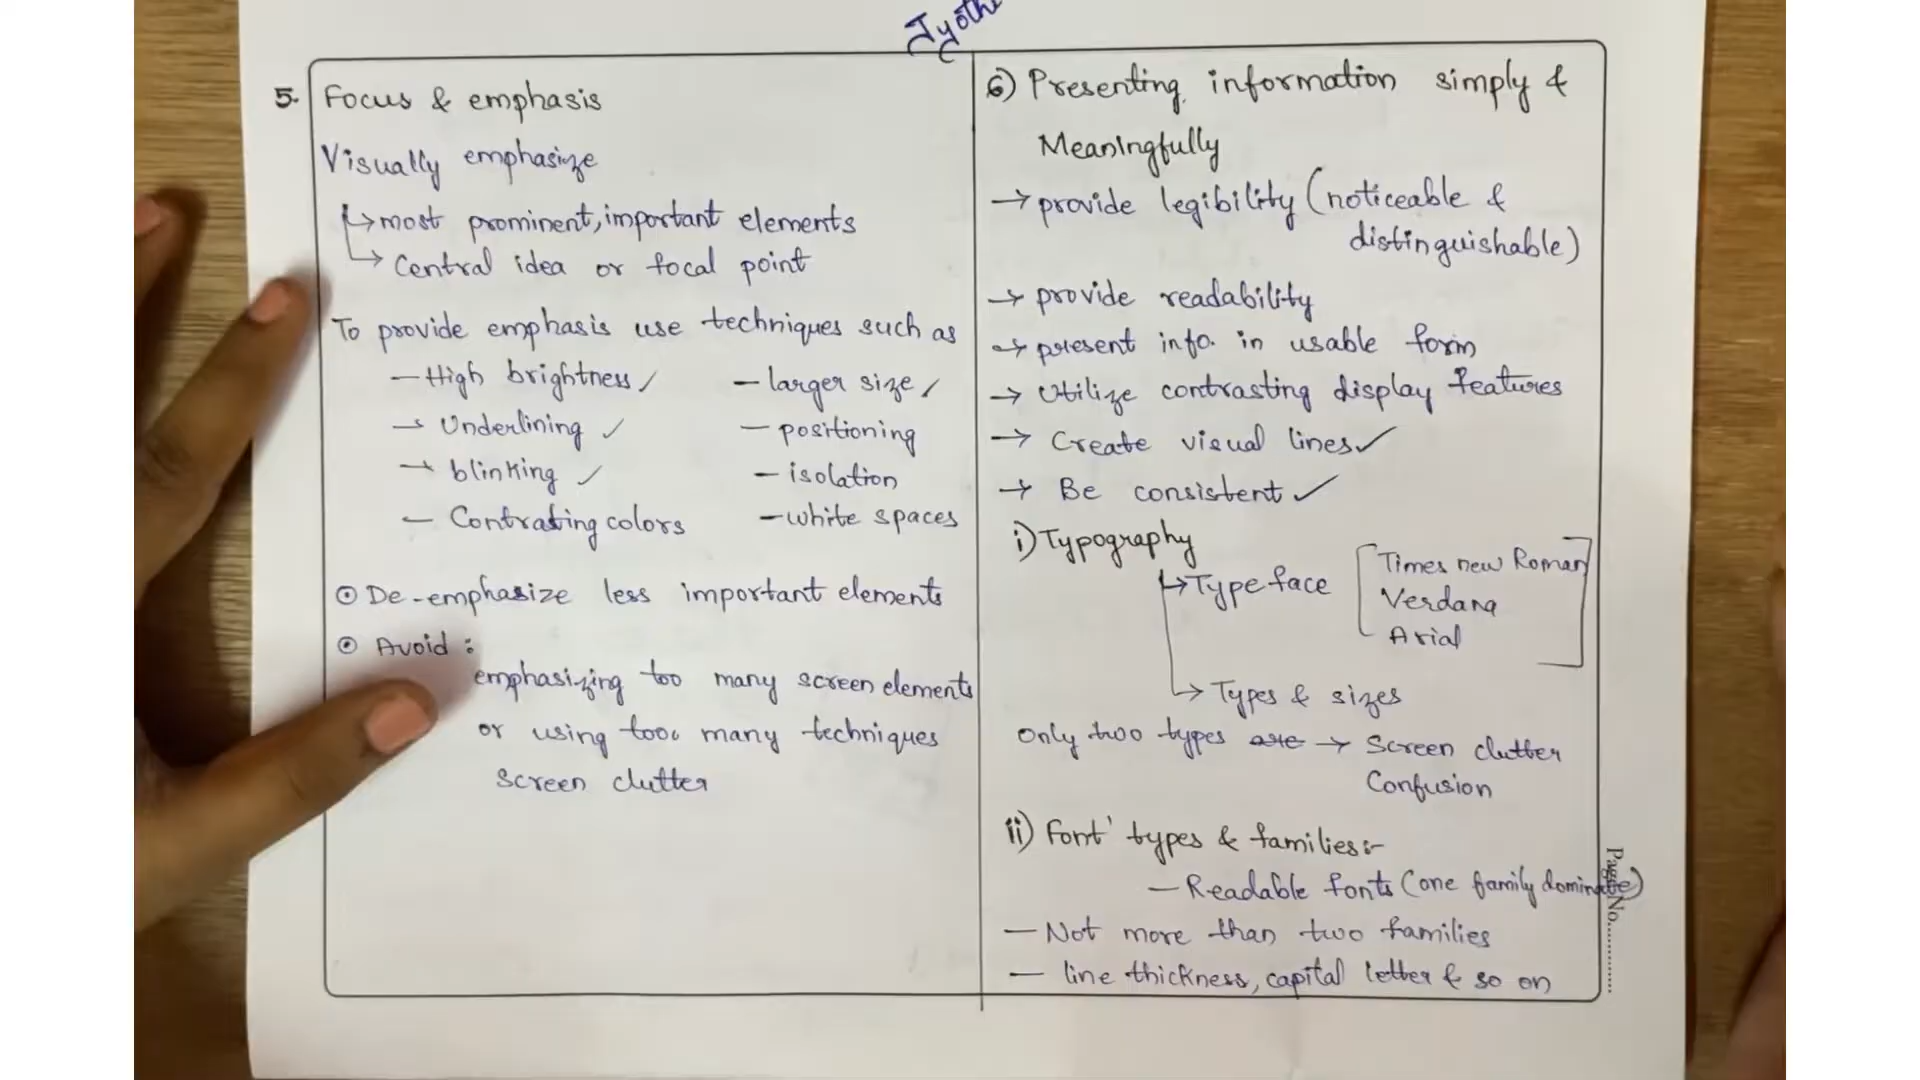 Jyothi
5. Focus & emphasis
Visually emphasize
→ most prominent, important elements
→ Central idea or focal point
To provide emphasis use techniques such as
— High brightness ✓
→ Underlining ✓
→ blinking ✓
— Contrating colors
— larger size ✓
— positioning
— isolation
— white spaces
⊙ De-emphasize less important elements
⊙ Avoid :
emphasizing too many screen elements
or using too many techniques
screen clutter
6) Presenting information simply &
Meaningfully
→ provide legibility (noticeable &
distinguishable)
→ provide readability
→ present info. in usable form
→ Utilize contrasting display features
→ Create visual lines ✓
→ Be consistent ✓
i) Typography
→ Type face
Times new Roman
Verdana
Arial
→ Types & sizes
Only two types are → Screen clutter
Confusion
ii) Font' types & families:-
— Readable fonts (one family dominate)
— Not more than two families
— line thickness, capital letter & so on
Page No..............